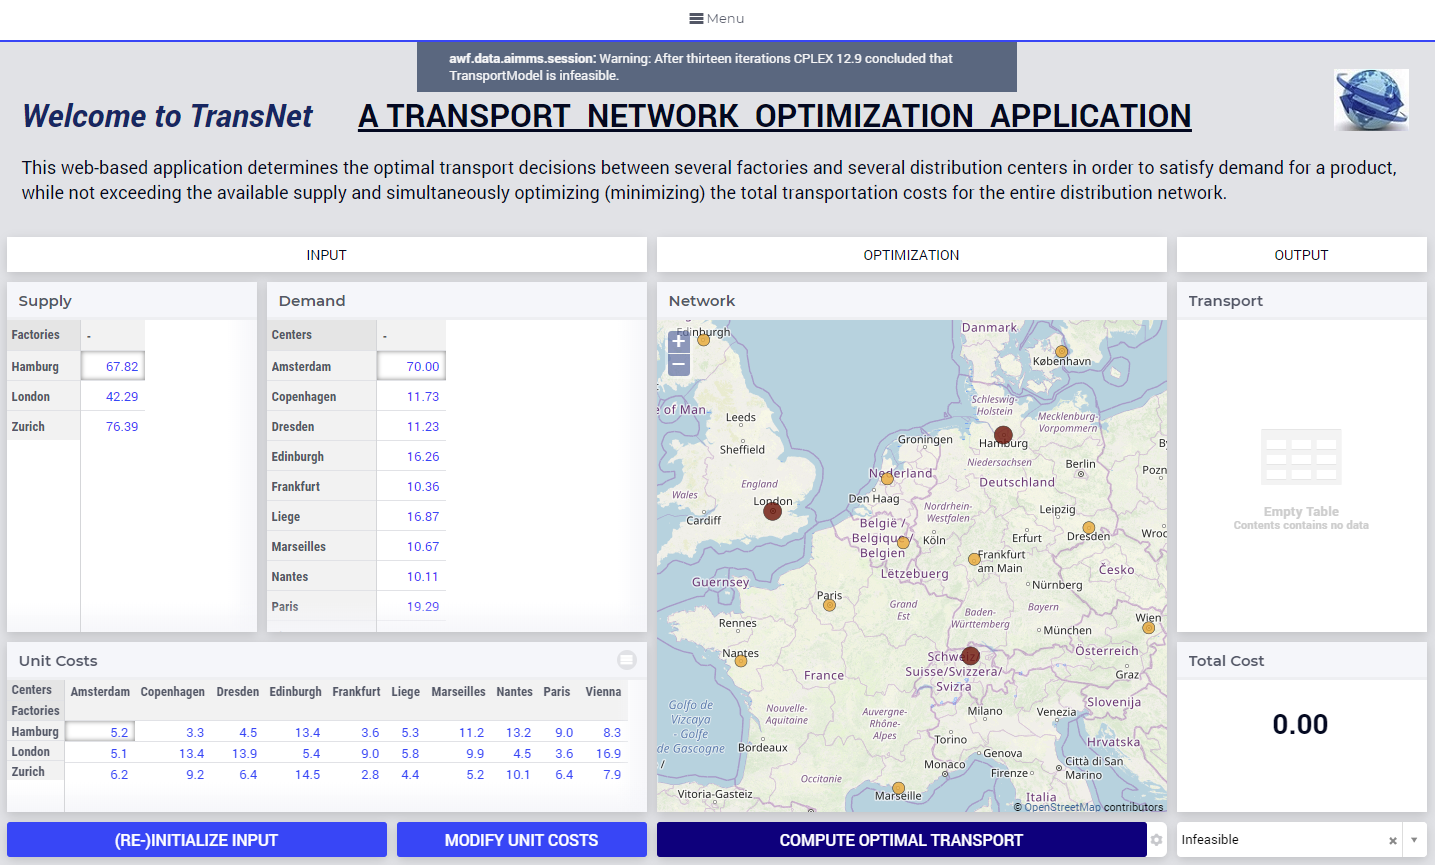 Menu
awf.data.aimms.session: Warning: After thirteen iterations CPLEX 12.9 concluded that
TransportModel is infeasible.
Welcome to TransNet
A TRANSPORT NETWORK OPTIMIZATION APPLICATION
This web-based application determines the optimal transport decisions between several factories and several distribution centers in order to satisfy demand for a product,
while not exceeding the available supply and simultaneously optimizing (minimizing) the total transportation costs for the entire distribution network.
INPUT
OPTIMIZATION
OUTPUT
Supply
Factories -
Hamburg 67.82
London 42.29
Zurich 76.39
Demand
Centers -
Amsterdam 70.00
Copenhagen 11.73
Dresden 11.23
Edinburgh 16.26
Frankfurt 10.36
Liege 16.87
Marseilles 10.67
Nantes 10.11
Paris 19.29
Unit Costs
Centers Amsterdam Copenhagen Dresden Edinburgh Frankfurt Liege Marseilles Nantes Paris Vienna
Factories
Hamburg 5.2 3.3 4.5 13.4 3.6 5.3 11.2 13.2 9.0 8.3
London 5.1 13.4 13.9 5.4 9.0 5.8 9.9 4.5 3.6 16.9
Zurich 6.2 9.2 6.4 14.5 2.8 4.4 5.2 10.1 6.4 7.9
Network
+
−
Edinburgh
Danmark
København
e of Man
Leeds
Schleswig-
Holstein
Mecklenburg-
Vorpommern
Sheffield
Groningen
Hamburg
By
Nederland
Niedersachsen
Berlin
Pozn
Wales
England
London
Den Haag
Deutschland
Cardiff
Nordrhein-
Westfalen
Leipzig
België /
Belgique /
Belgien
Köln
Erfurt
Dresden
Wroc
Frankfurt
am Main
Lëtzebuerg
Česko
Guernsey
Nürnberg
Paris
Grand
Est
Baden-
Württemberg
Bayern
Rennes
München
Wien
Nantes
Schweiz/
Suisse/Svizzera/
Svizra
Österreich
France
Graz
Golfo de
Vizcaya
- Golfe
de Gascogne
/
Nouvelle-
Aquitaine
Auvergne-
Rhône-
Alpes
Milano
Venezia
Slovenija
Bordeaux
Torino
Hrvatska
Genova
Monaco
Città di San
Marino
Occitanie
Firenze
Vitoria-Gasteiz
Marseille
Italia
© OpenStreetMap contributors
Transport
Empty Table
Contents contains no data
Total Cost
0.00
(RE-)INITIALIZE INPUT
MODIFY UNIT COSTS
COMPUTE OPTIMAL TRANSPORT
Infeasible